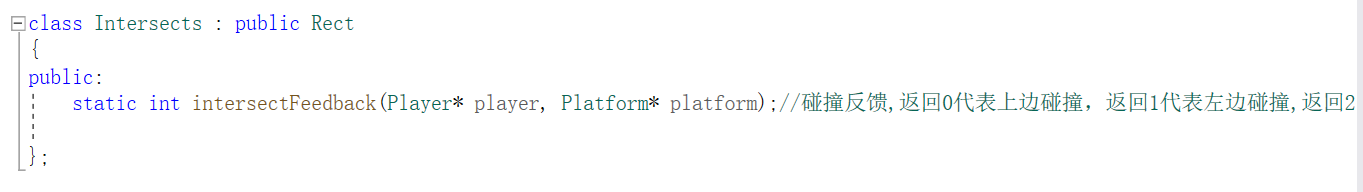 class Intersects : public Rect
{
public:
static int intersectFeedback(Player* player, Platform* platform);//碰撞反馈,返回0代表上边碰撞，返回1代表左边碰撞,返回2
};